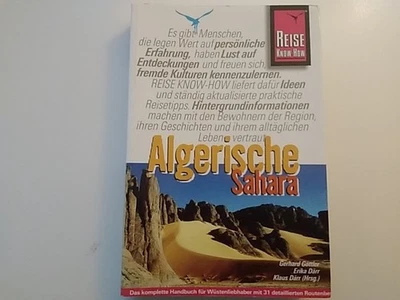 Es gibt Menschen,
die legen Wert auf persönliche
Erfahrung, haben Lust auf
Entdeckungen und freuen sich,
fremde Kulturen kennenzulernen.
REISE KNOW-HOW liefert dafür Ideen
und ständig aktualisierte praktische
Reisetipps. Hintergrundinformationen
machen mit den Bewohnern der Region,
ihren Geschichten und ihrem alltäglichen
Leben vertraut.
REISE
KNOW-HOW
Algerische
Sahara
Gerhard Göttler
Erika Därr
Klaus Därr (Hrsg.)
Das komplette Handbuch für Wüstenliebhaber mit 31 detaillierten